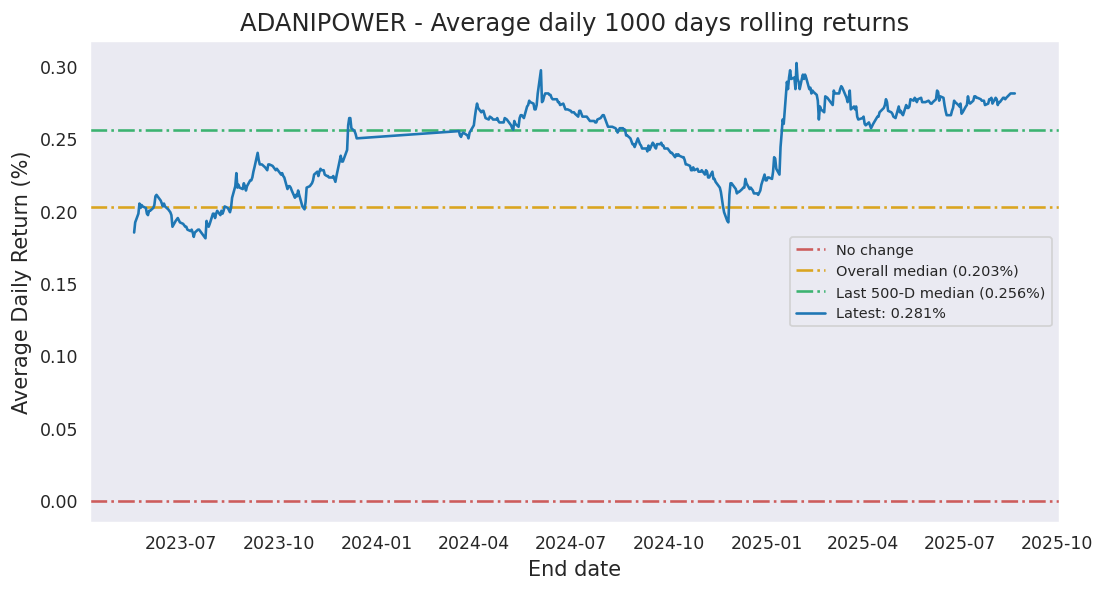 ADANIPOWER - Average daily 1000 days rolling returns
Average Daily Return (%)
0.30
0.25
0.20
0.15
0.10
0.05
0.00
No change
Overall median (0.203%)
Last 500-D median (0.256%)
Latest: 0.281%
2023-07 2023-10 2024-01 2024-04 2024-07 2024-10 2025-01 2025-04 2025-07 2025-10
End date